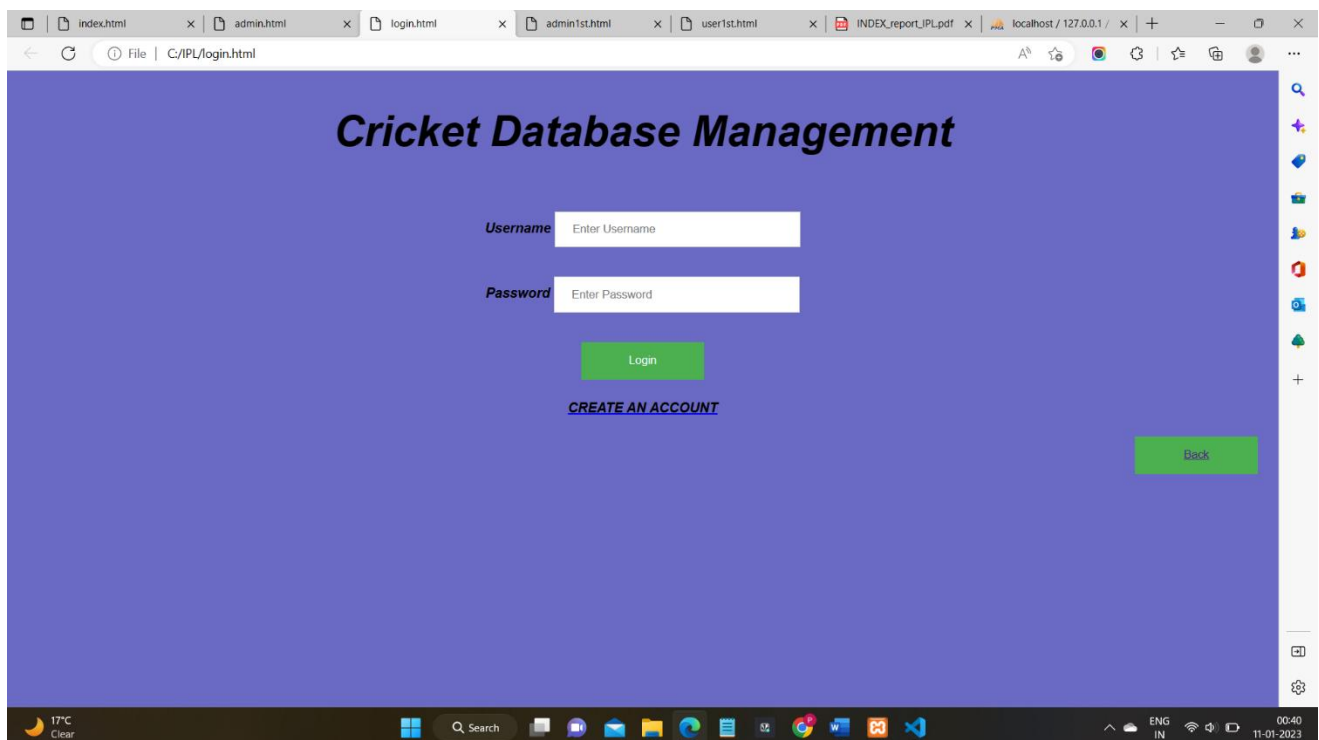 index.html admin.html login.html admin1st.html user1st.html INDEX_report_IPL.pdf localhost / 127.0.0.1 /
File C:/IPL/login.html
Cricket Database Management
Username Enter Username
Password Enter Password
Login
CREATE AN ACCOUNT
Back
17°C
Clear
Search
ENG
IN
00:40
11-01-2023